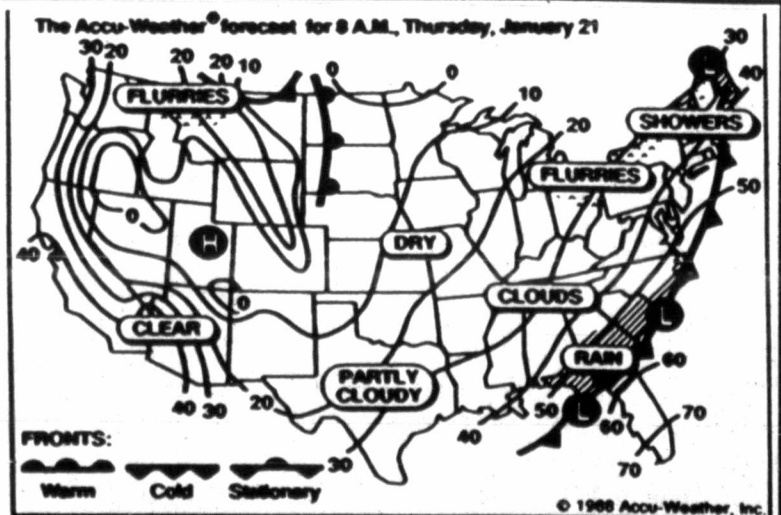 The Accu-Weather® forecast for 8 A.M., Thursday, January 21
30 20 20 20 10 0 0 30
FLURRIES
40
10
SHOWERS
20
FLURRIES
50
0
H
DRY
40
0
CLOUDS
L
CLEAR
RAIN
PARTLY
CLOUDY
60
40 30 20
50 L 60
70
40
30
70
FRONTS:
Warm Cold Stationary
© 1988 Accu-Weather, Inc.
L